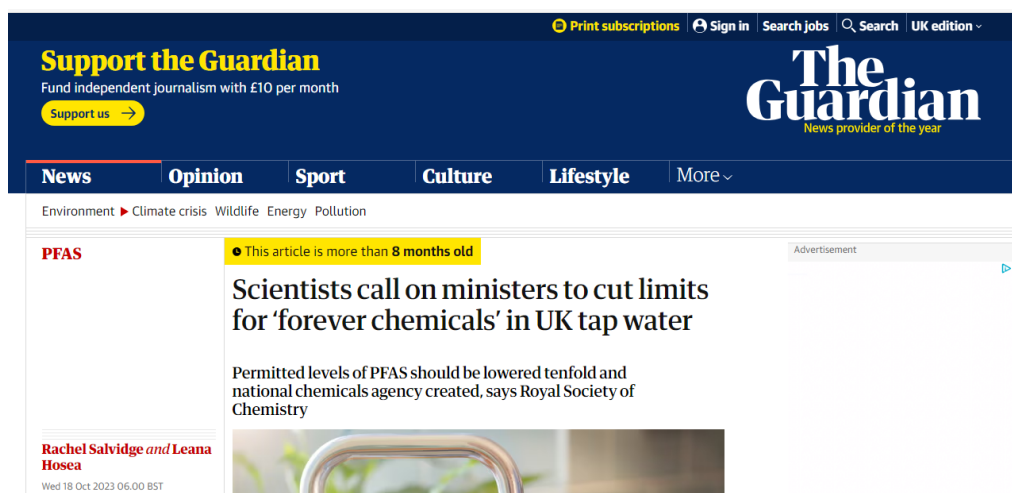 Print subscriptions Sign in Search jobs Search UK edition
Support the Guardian
Fund independent journalism with £10 per month
Support us
The
Guardian
News provider of the year
News Opinion Sport Culture Lifestyle More
Environment Climate crisis Wildlife Energy Pollution
PFAS
This article is more than 8 months old
Advertisement
Scientists call on ministers to cut limits
for ‘forever chemicals’ in UK tap water
Permitted levels of PFAS should be lowered tenfold and
national chemicals agency created, says Royal Society of
Chemistry
Rachel Salvidge and Leana
Hosea
Wed 18 Oct 2023 06.00 BST